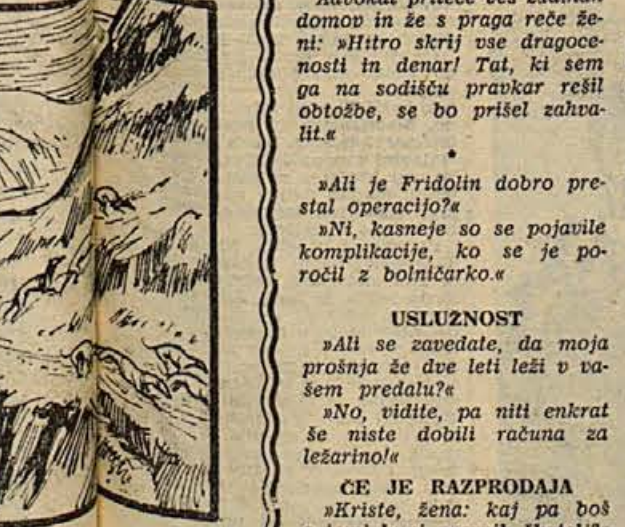 domov in že s praga reče že-
ni: »Hitro skrij vse dragoce-
nosti in denar! Tat, ki sem
ga na sodišču pravkar rešil
obtožbe, se bo prišel zahva-
lit.«
*
»Ali je Fridolin dobro pre-
stal operacijo?«
»Ni, kasneje so se pojavile
komplikacije, ko se je po-
ročil z bolničarko.«
USLUŽNOST
»Ali se zavedate, da moja
prošnja že dve leti leži v va-
šem predalu?«
»No, vidite, pa niti enkrat
še niste dobili računa za
ležarino!«
ČE JE RAZPRODAJA
»Kriste, žena: kaj pa boš